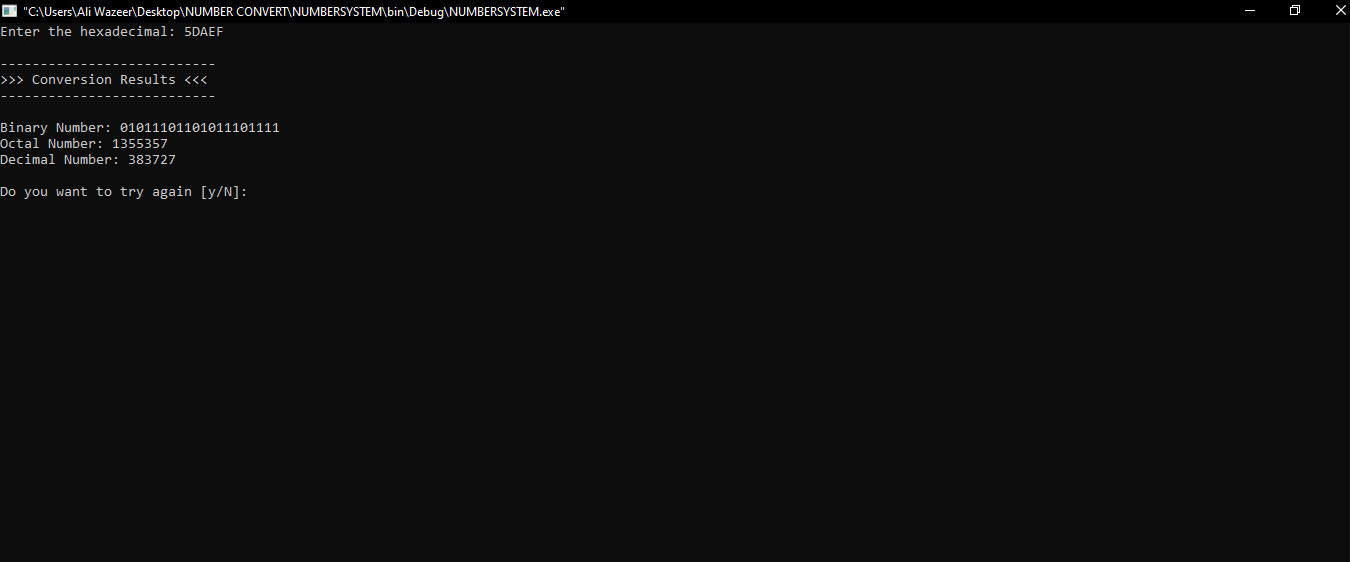 "C:\Users\Ali Wazeer\Desktop\NUMBER CONVERT\NUMBERSYSTEM\bin\Debug\NUMBERSYSTEM.exe"
Enter the hexadecimal: 5DAEF
---------------------------
>>> Conversion Results <<<
---------------------------
Binary Number: 01011101101011101111
Octal Number: 1355357
Decimal Number: 383727
Do you want to try again [y/N]: